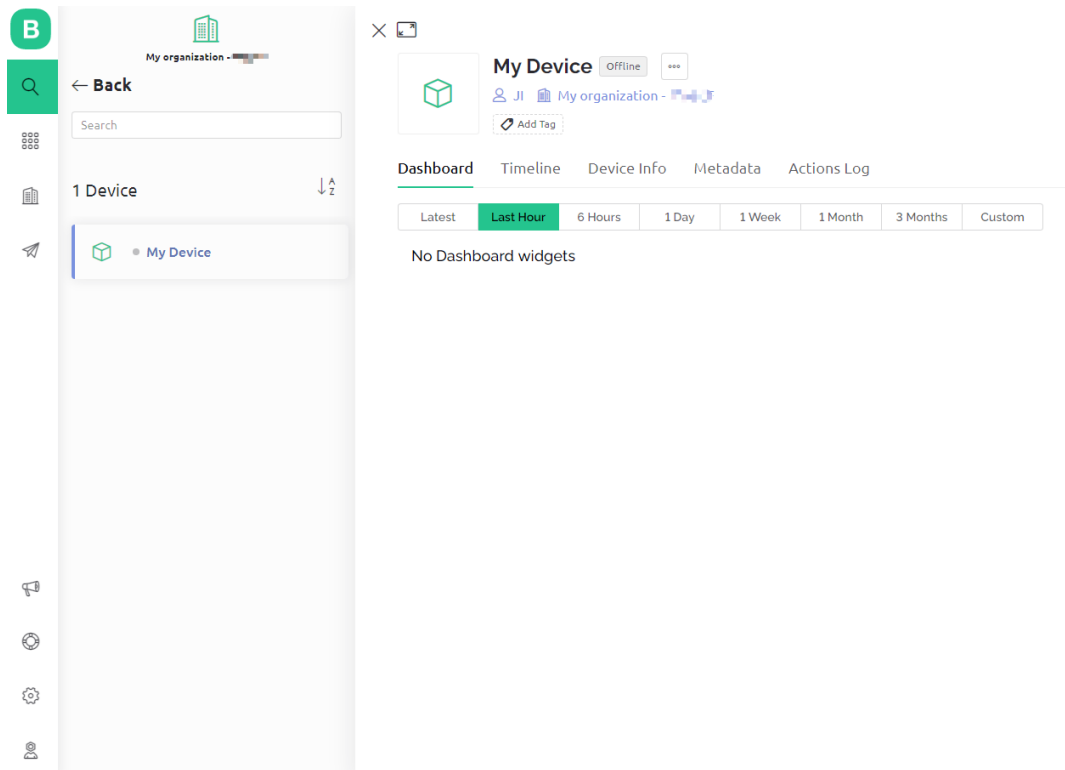 B
My organization -
← Back
Search
1 Device
A
Z
My Device
My Device
Offline
JI
My organization -
Add Tag
Dashboard Timeline Device Info Metadata Actions Log
Latest Last Hour 6 Hours 1 Day 1 Week 1 Month 3 Months Custom
No Dashboard widgets